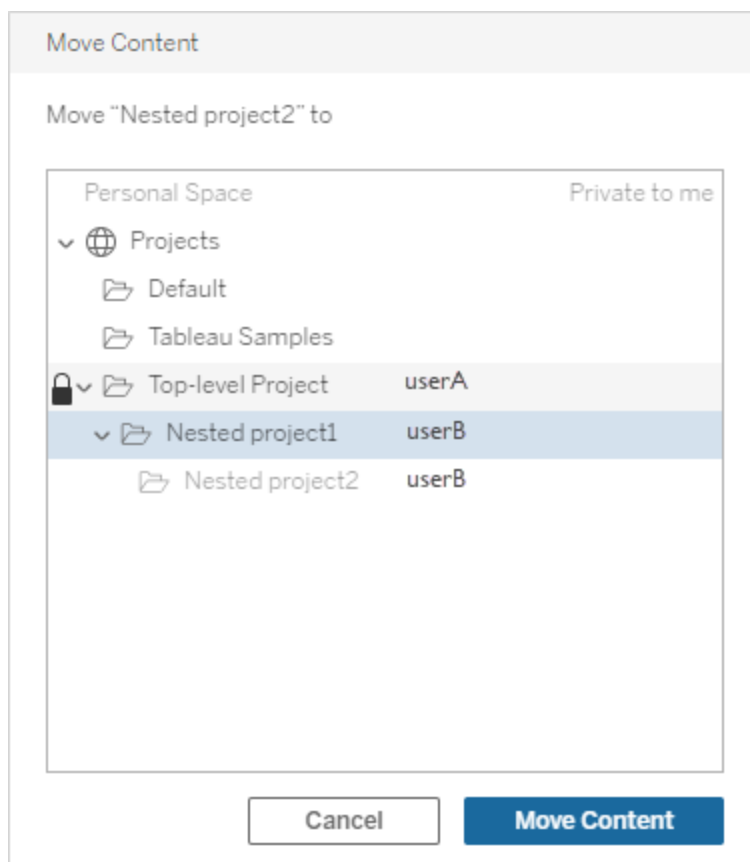 Move Content
Move “Nested project2” to
Personal Space Private to me
Projects
Default
Tableau Samples
Top-level Project userA
Nested project1 userB
Nested project2 userB
Cancel Move Content